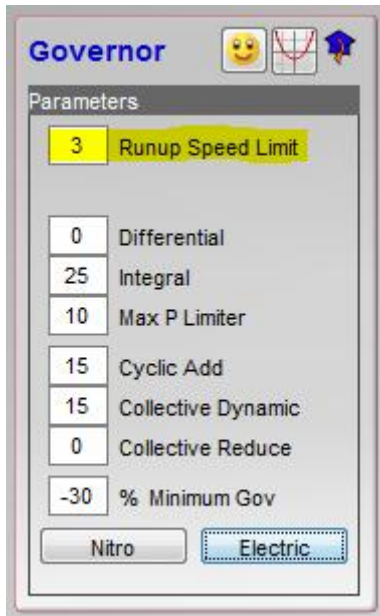 Governor
Parameters
3 Runup Speed Limit
0 Differential
25 Integral
10 Max P Limiter
15 Cyclic Add
15 Collective Dynamic
0 Collective Reduce
-30 % Minimum Gov
Nitro Electric